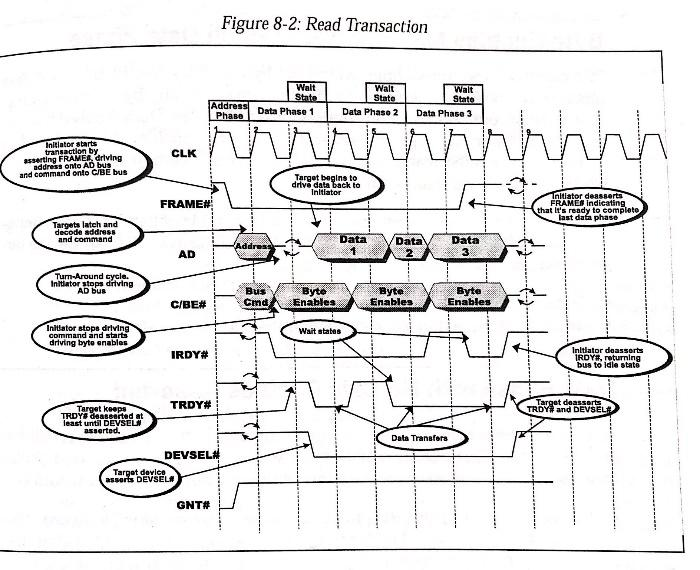 Figure 8-2: Read Transaction
Wait
State
Wait
State
Wait
State
Address
Phase
Data Phase 1
Data Phase 2
Data Phase 3
1
2
3
4
5
6
7
8
9
CLK
Initiator starts
transaction by
asserting FRAME#, driving
address onto AD bus
and command onto C/BE bus
Target begins to
drive data back to
initiator
FRAME#
Initiator deasserts
FRAME# indicating
that it's ready to complete
last data phase
Targets latch and
decode address
and command
AD
Address
Data
1
Data
2
Data
3
Turn-Around cycle.
Initiator stops driving
AD bus
C/BE#
Bus
Cmd
Byte
Enables
Byte
Enables
Byte
Enables
Initiator stops driving
command and starts
driving byte enables
Wait states
IRDY#
Initiator deasserts
IRDY#, returning
bus to idle state
TRDY#
Target keeps
TRDY# deasserted at
least until DEVSEL#
asserted.
Target deasserts
TRDY# and DEVSEL#
Data Transfers
DEVSEL#
Target device
asserts DEVSEL#
GNT#